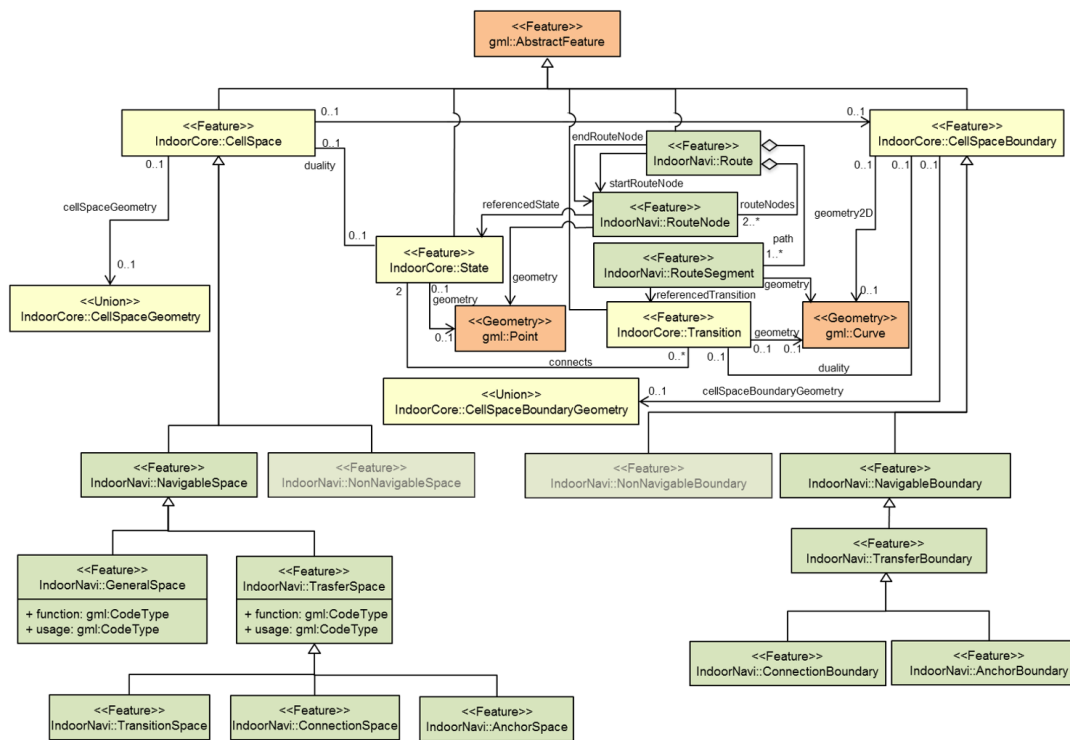 <<Feature>>
gml::AbstractFeature
<<Feature>>
IndoorCore::CellSpace
0..1
0..1
<<Feature>>
IndoorCore::CellSpaceBoundary
0..1
0..1
duality
endRouteNode
<<Feature>>
IndoorNavi::Route
0..1
0..1
0..1
cellSpaceGeometry
startRouteNode
referencedState
<<Feature>>
IndoorNavi::RouteNode
routeNodes
2..*
geometry2D
0..1
<<Feature>>
IndoorCore::State
path
1..*
<<Feature>>
IndoorNavi::RouteSegment
0..1
2
0..1
geometry
geometry
referencedTransition
geometry
0..1
<<Union>>
IndoorCore::CellSpaceGeometry
<<Geometry>>
gml::Point
0..1
<<Feature>>
IndoorCore::Transition
geometry
0..1
0..1
<<Geometry>>
gml::Curve
connects
0..*
0..1
duality
<<Union>>
IndoorCore::CellSpaceBoundaryGeometry
0..1
cellSpaceBoundaryGeometry
<<Feature>>
IndoorNavi::NavigableSpace
<<Feature>>
IndoorNavi::NonNavigableSpace
<<Feature>>
IndoorNavi::NonNavigableBoundary
<<Feature>>
IndoorNavi::NavigableBoundary
<<Feature>>
IndoorNavi::GeneralSpace
+ function: gml:CodeType
+ usage: gml:CodeType
<<Feature>>
IndoorNavi::TrasferSpace
+ function: gml:CodeType
+ usage: gml:CodeType
<<Feature>>
IndoorNavi::TransferBoundary
<<Feature>>
IndoorNavi::ConnectionBoundary
<<Feature>>
IndoorNavi::AnchorBoundary
<<Feature>>
IndoorNavi::TransitionSpace
<<Feature>>
IndoorNavi::ConnectionSpace
<<Feature>>
IndoorNavi::AnchorSpace